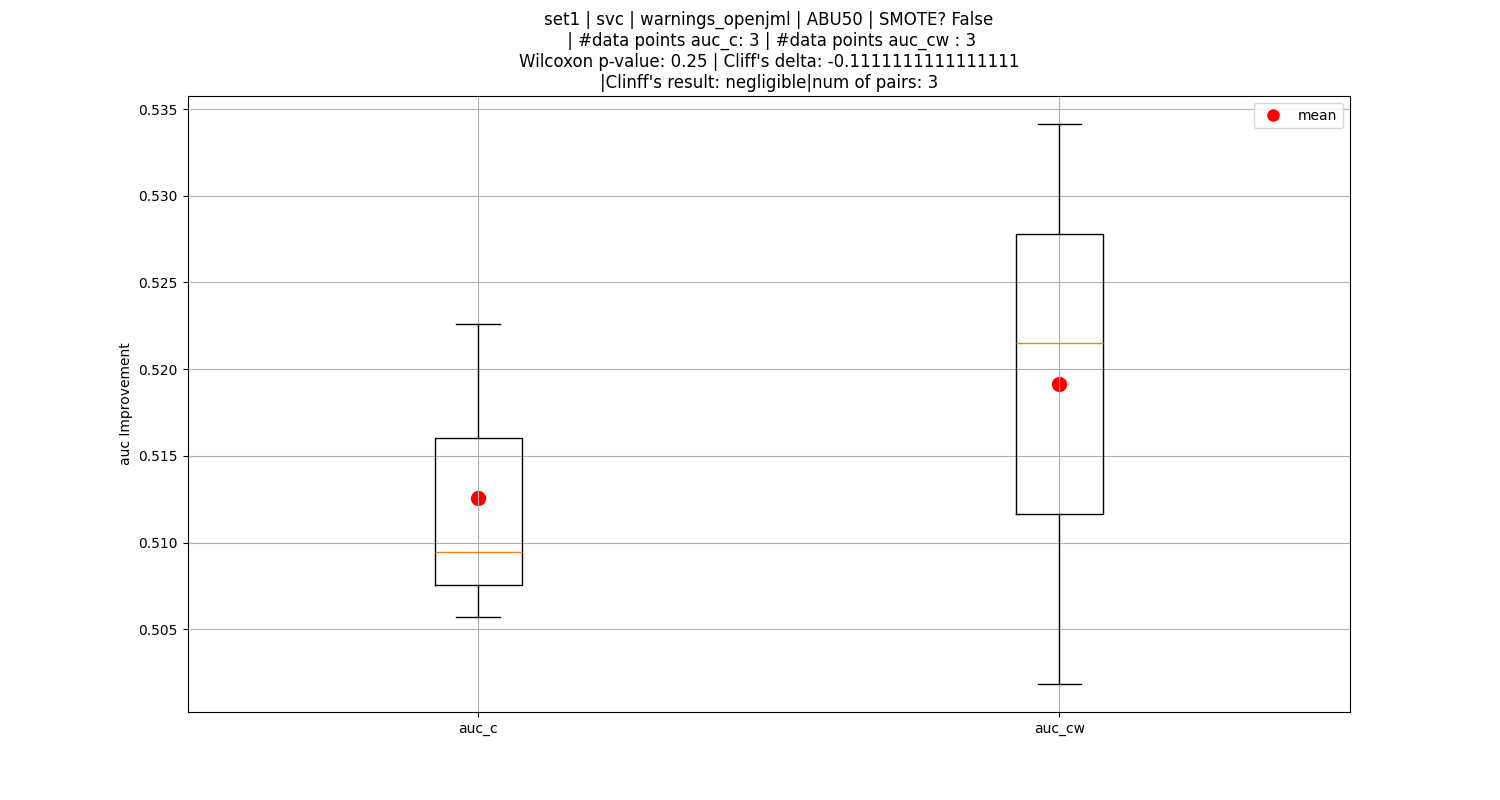 set1 | svc | warnings_openjml | ABU50 | SMOTE? False
| #data points auc_c: 3 | #data points auc_cw : 3
Wilcoxon p-value: 0.25 | Cliff's delta: -0.1111111111111111
|Clinff's result: negligible|num of pairs: 3
mean
auc Improvement
0.535
0.530
0.525
0.520
0.515
0.510
0.505
auc_c
auc_cw